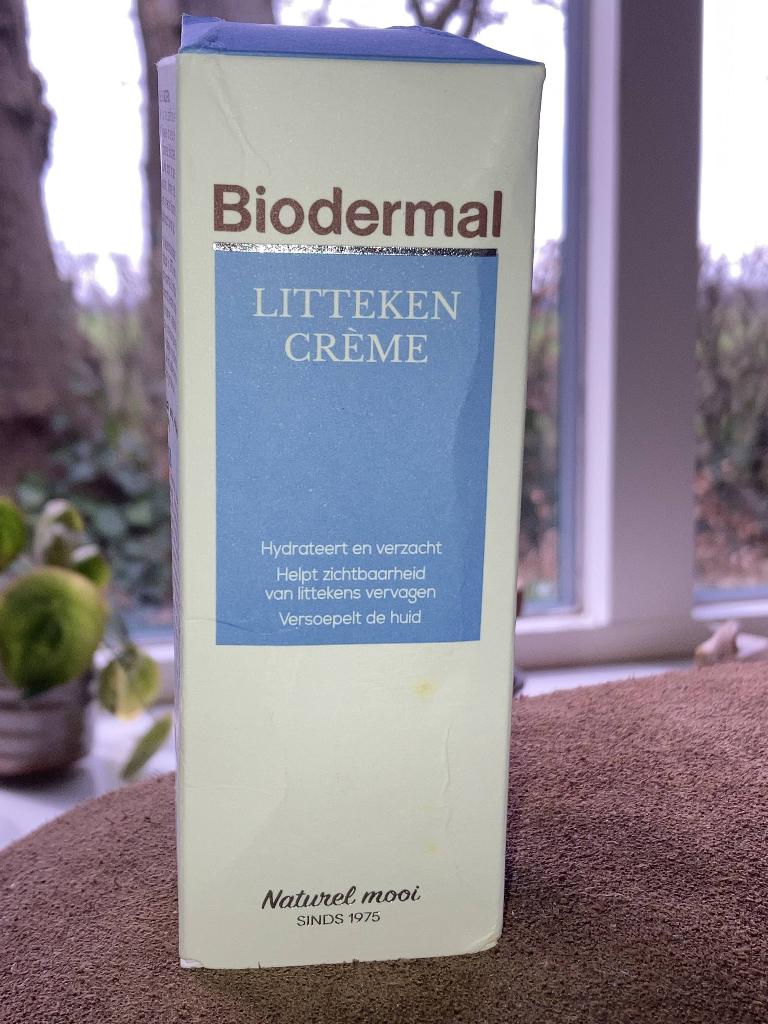 Biodermal
LITTEKEN
CRÈME
Hydrateert en verzacht
Helpt zichtbaarheid
van littekens vervagen
Versoepelt de huid
Naturel mooi
SINDS 1975